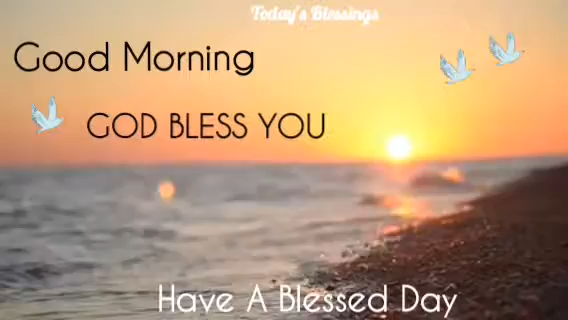 Today's Blessings
Good Morning
GOD BLESS YOU
Have A Blessed Day